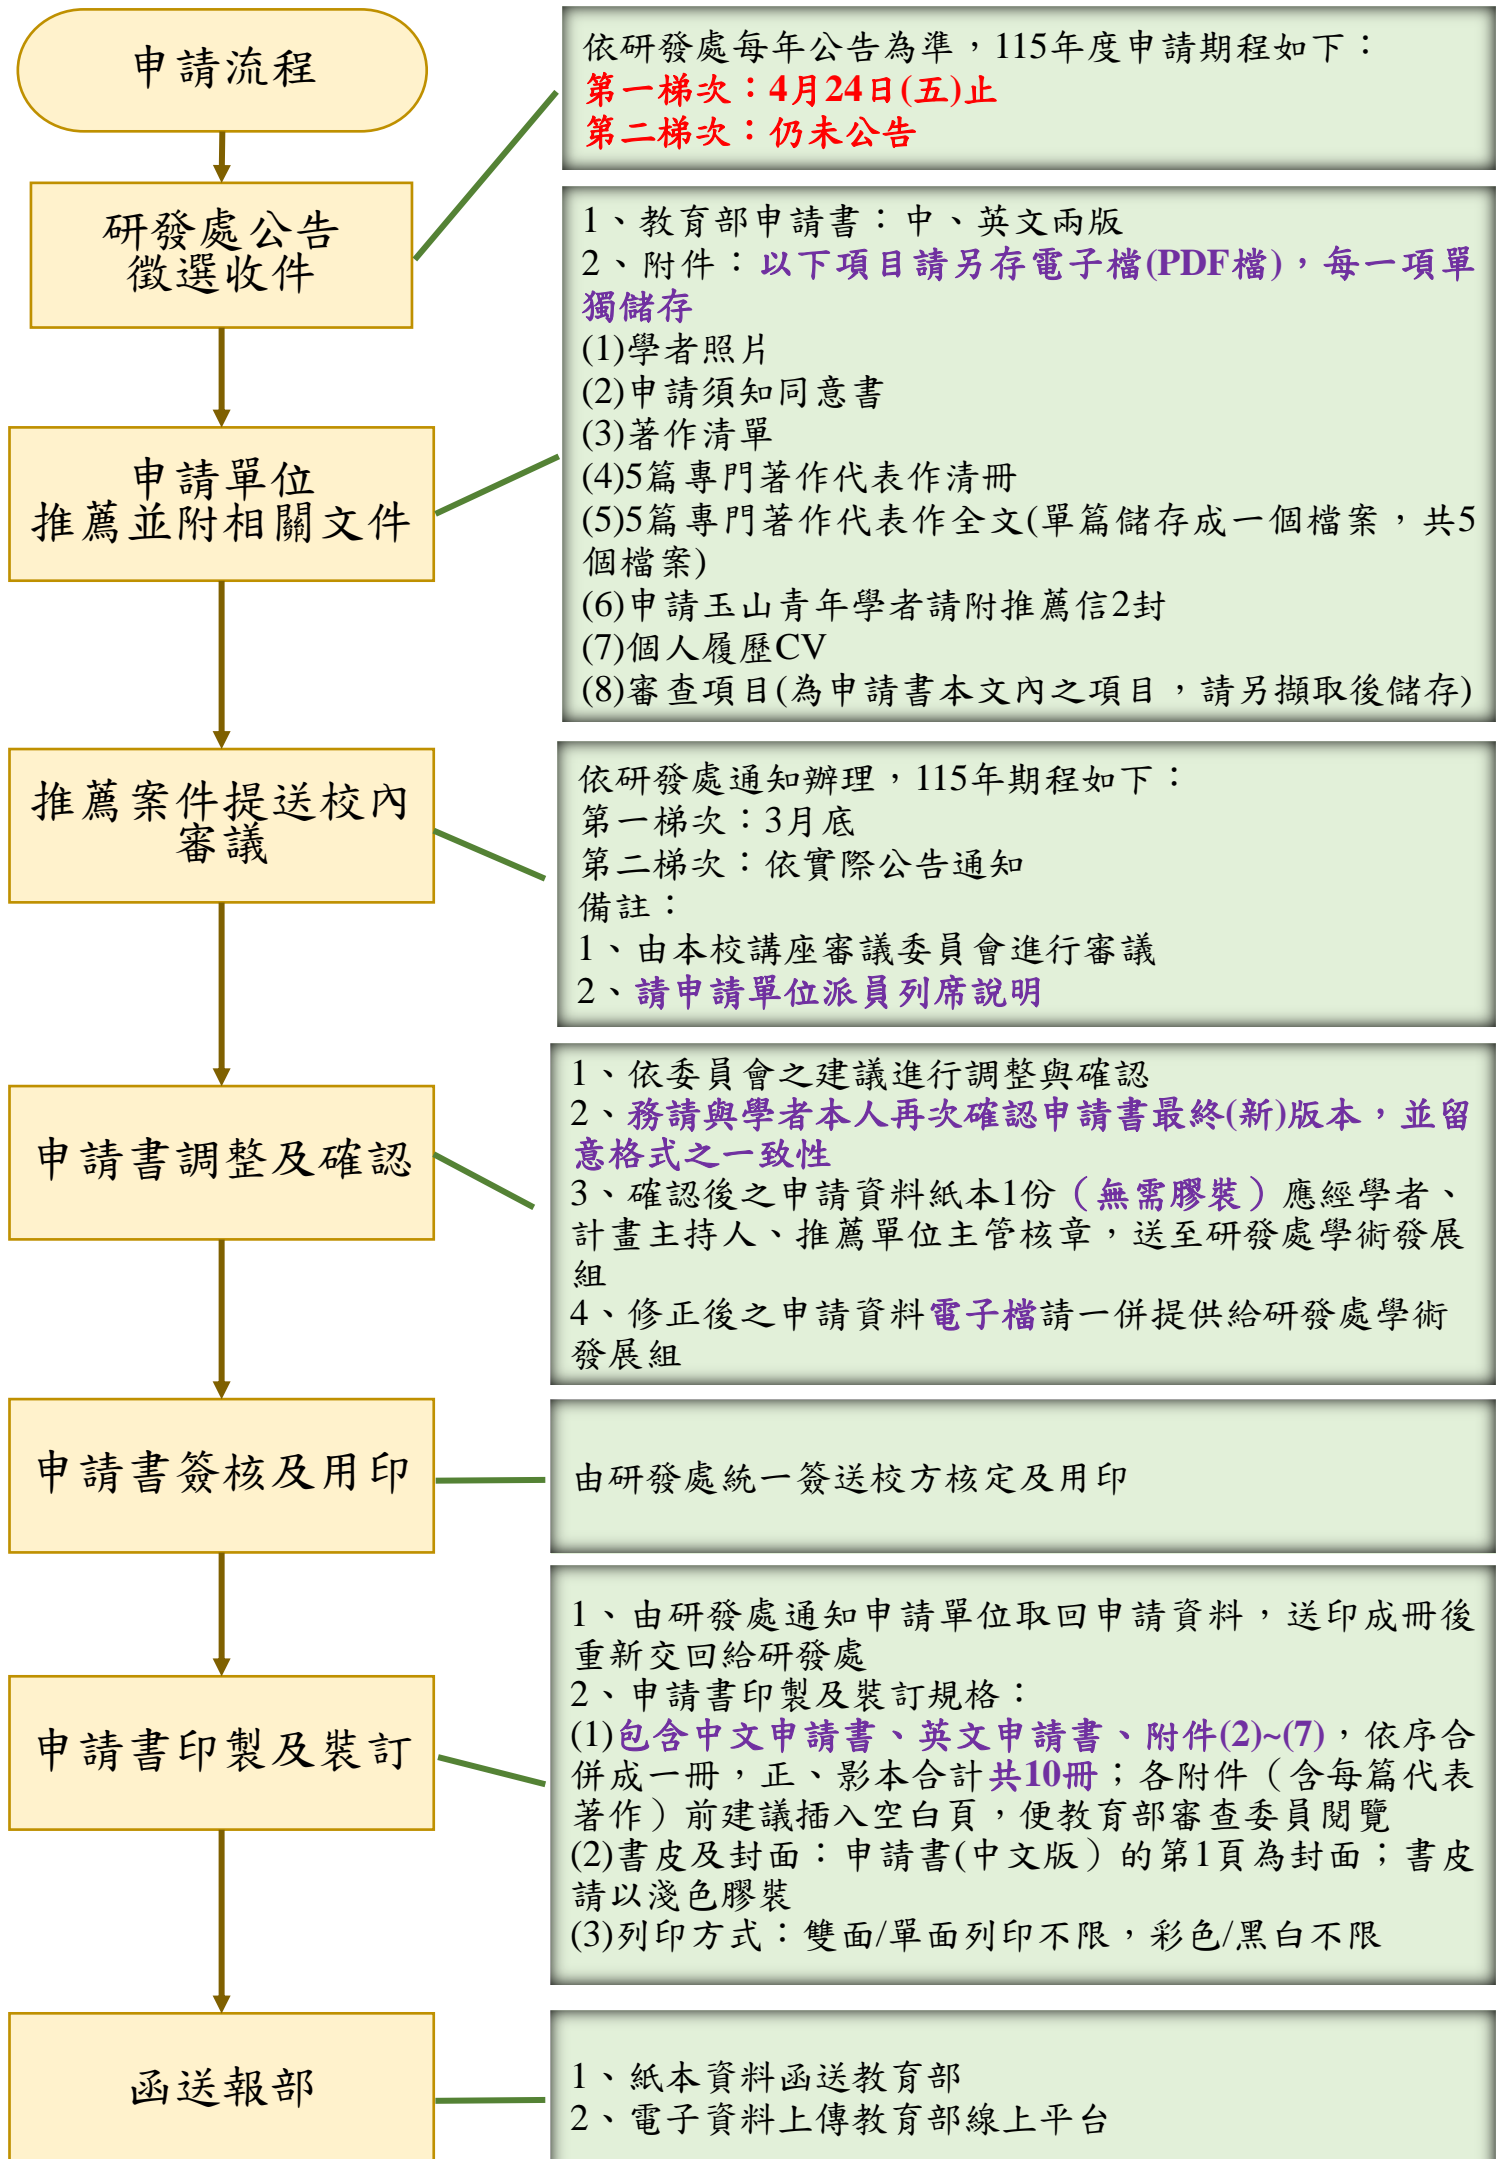 申請流程
依研發處每年公告為準，115年度申請期程如下：
第一梯次：4月24日(五)止
第二梯次：仍未公告
研發處公告
徵選收件
1、教育部申請書：中、英文兩版
2、附件：以下項目請另存電子檔(PDF檔)，每一項單
獨儲存
(1)學者照片
(2)申請須知同意書
(3)著作清單
(4)5篇專門著作代表作清冊
(5)5篇專門著作代表作全文(單篇儲存成一個檔案，共5
個檔案)
(6)申請玉山青年學者請附推薦信2封
(7)個人履歷CV
(8)審查項目(為申請書本文內之項目，請另擷取後儲存)
申請單位
推薦並附相關文件
推薦案件提送校內
審議
依研發處通知辦理，115年期程如下：
第一梯次：3月底
第二梯次：依實際公告通知
備註：
1、由本校講座審議委員會進行審議
2、請申請單位派員列席說明
申請書調整及確認
1、依委員會之建議進行調整與確認
2、務請與學者本人再次確認申請書最終(新)版本，並留
意格式之一致性
3、確認後之申請資料紙本1份（無需膠裝）應經學者、
計畫主持人、推薦單位主管核章，送至研發處學術發展
組
4、修正後之申請資料電子檔請一併提供給研發處學術
發展組
申請書簽核及用印
由研發處統一簽送校方核定及用印
申請書印製及裝訂
1、由研發處通知申請單位取回申請資料，送印成冊後
重新交回給研發處
2、申請書印製及裝訂規格：
(1)包含中文申請書、英文申請書、附件(2)~(7)，依序合
併成一冊，正、影本合計共10冊；各附件（含每篇代表
著作）前建議插入空白頁，便教育部審查委員閱覽
(2)書皮及封面：申請書(中文版）的第1頁為封面；書皮
請以淺色膠裝
(3)列印方式：雙面/單面列印不限，彩色/黑白不限
函送報部
1、紙本資料函送教育部
2、電子資料上傳教育部線上平台